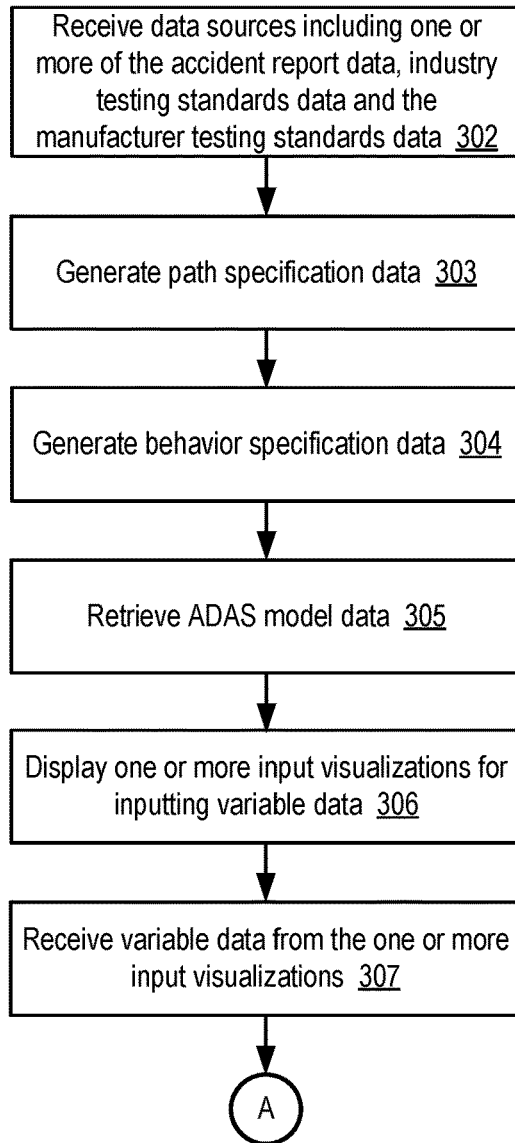 Receive data sources including one or
more of the accident report data, industry
testing standards data and the
manufacturer testing standards data 302
Generate path specification data 303
Generate behavior specification data 304
Retrieve ADAS model data 305
Display one or more input visualizations for
inputting variable data 306
Receive variable data from the one or more
input visualizations 307
A